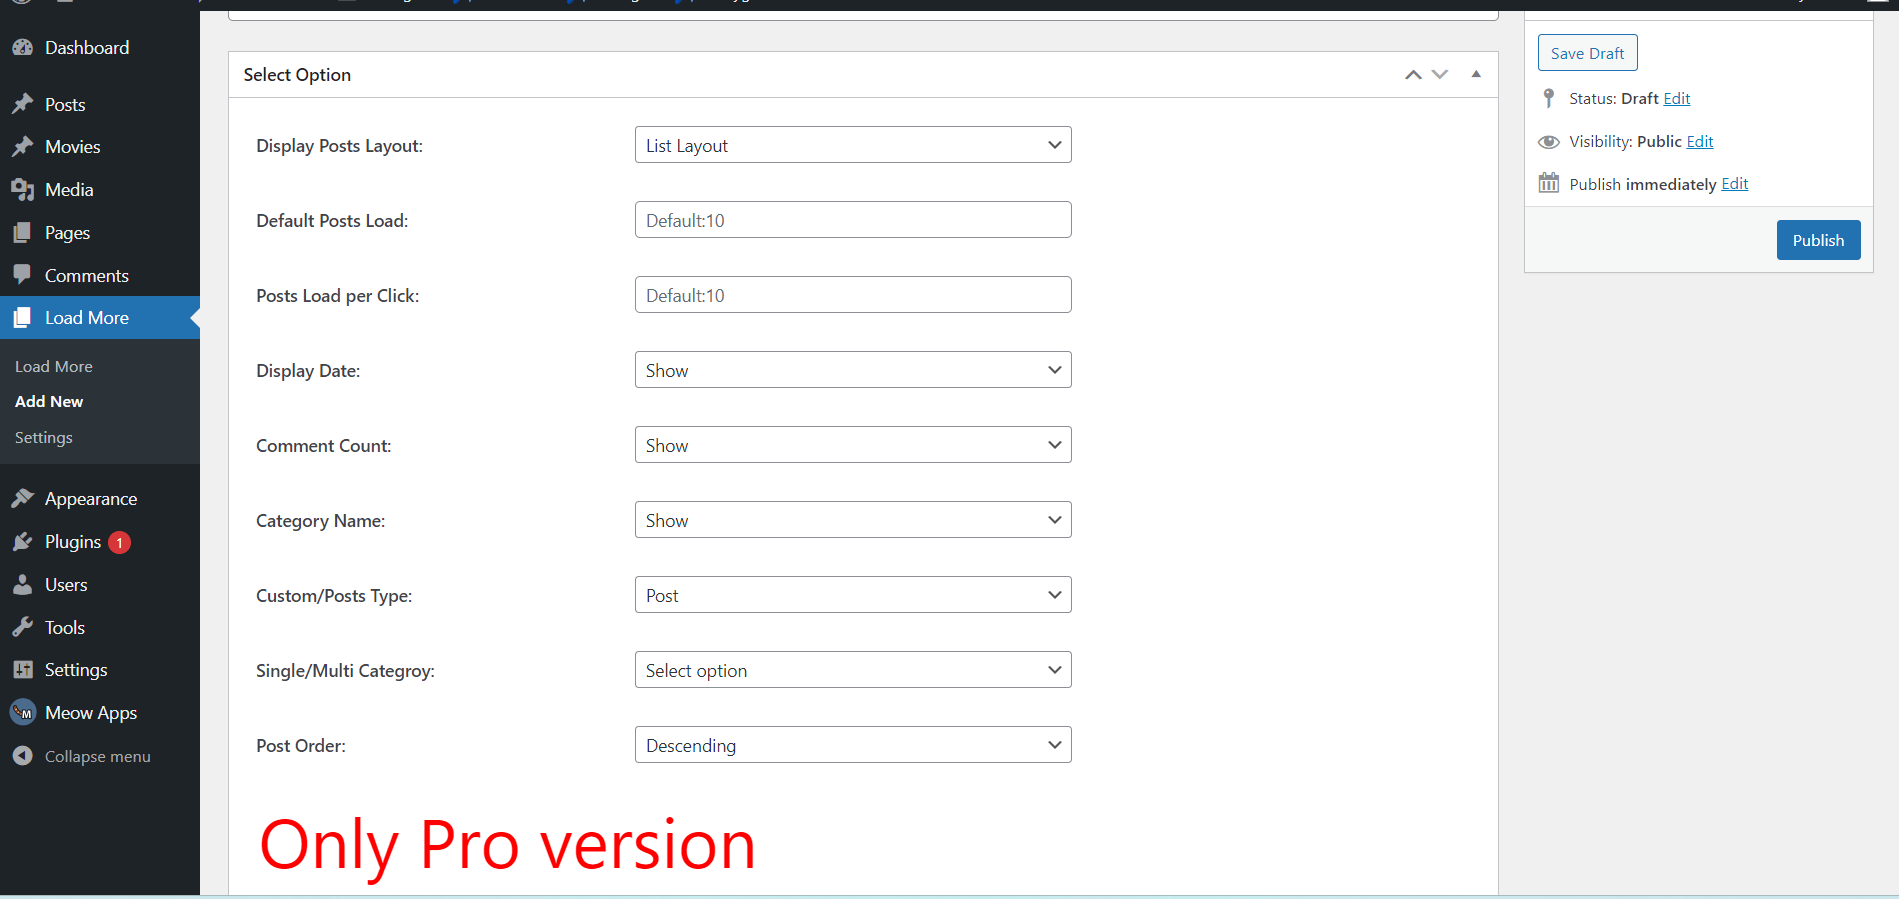 Dashboard
Posts
Movies
Media
Pages
Comments
Load More
Load More
Add New
Settings
Appearance
Plugins 1
Users
Tools
Settings
Meow Apps
Collapse menu
Select Option
Display Posts Layout: List Layout
Default Posts Load: Default:10
Posts Load per Click: Default:10
Display Date: Show
Comment Count: Show
Category Name: Show
Custom/Posts Type: Post
Single/Multi Categroy: Select option
Post Order: Descending
Only Pro version
Save Draft
Status: Draft Edit
Visibility: Public Edit
Publish immediately Edit
Publish